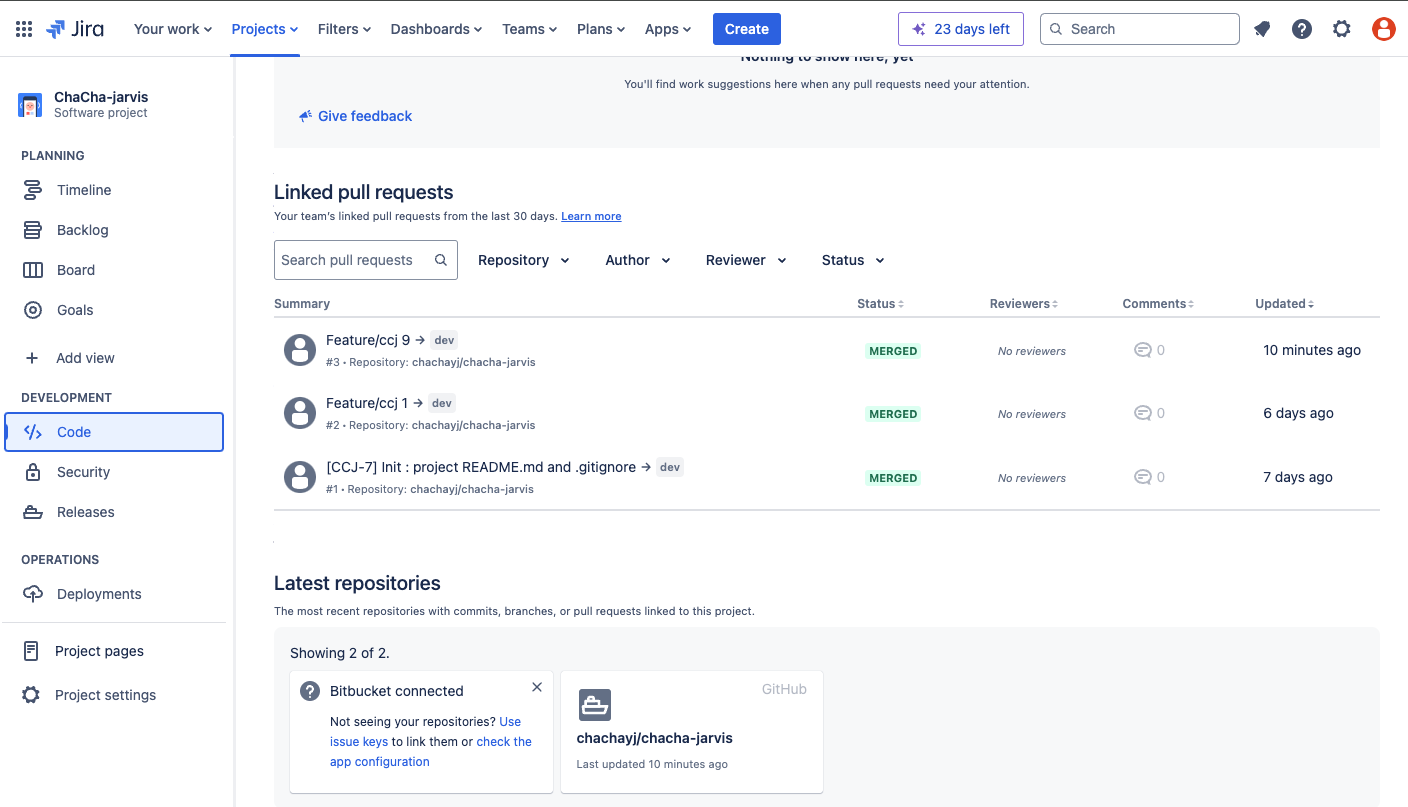 Jira
Your work
Projects
Filters
Dashboards
Teams
Plans
Apps
Create
23 days left
Search
ChaCha-jarvis
Software project
PLANNING
Timeline
Backlog
Board
Goals
Add view
DEVELOPMENT
Code
Security
Releases
OPERATIONS
Deployments
Project pages
Project settings
Nothing to show here, yet
You'll find work suggestions here when any pull requests need your attention.
Give feedback
Linked pull requests
Your team's linked pull requests from the last 30 days. Learn more
Search pull requests
Repository
Author
Reviewer
Status
Summary Status Reviewers Comments Updated
Feature/ccj 9 → dev
#3 • Repository: chachayj/chacha-jarvis
MERGED
No reviewers
0
10 minutes ago
Feature/ccj 1 → dev
#2 • Repository: chachayj/chacha-jarvis
MERGED
No reviewers
0
6 days ago
[CCJ-7] Init : project README.md and .gitignore → dev
#1 • Repository: chachayj/chacha-jarvis
MERGED
No reviewers
0
7 days ago
Latest repositories
The most recent repositories with commits, branches, or pull requests linked to this project.
Showing 2 of 2.
Bitbucket connected
Not seeing your repositories? Use
issue keys to link them or check the
app configuration
GitHub
chachayj/chacha-jarvis
Last updated 10 minutes ago